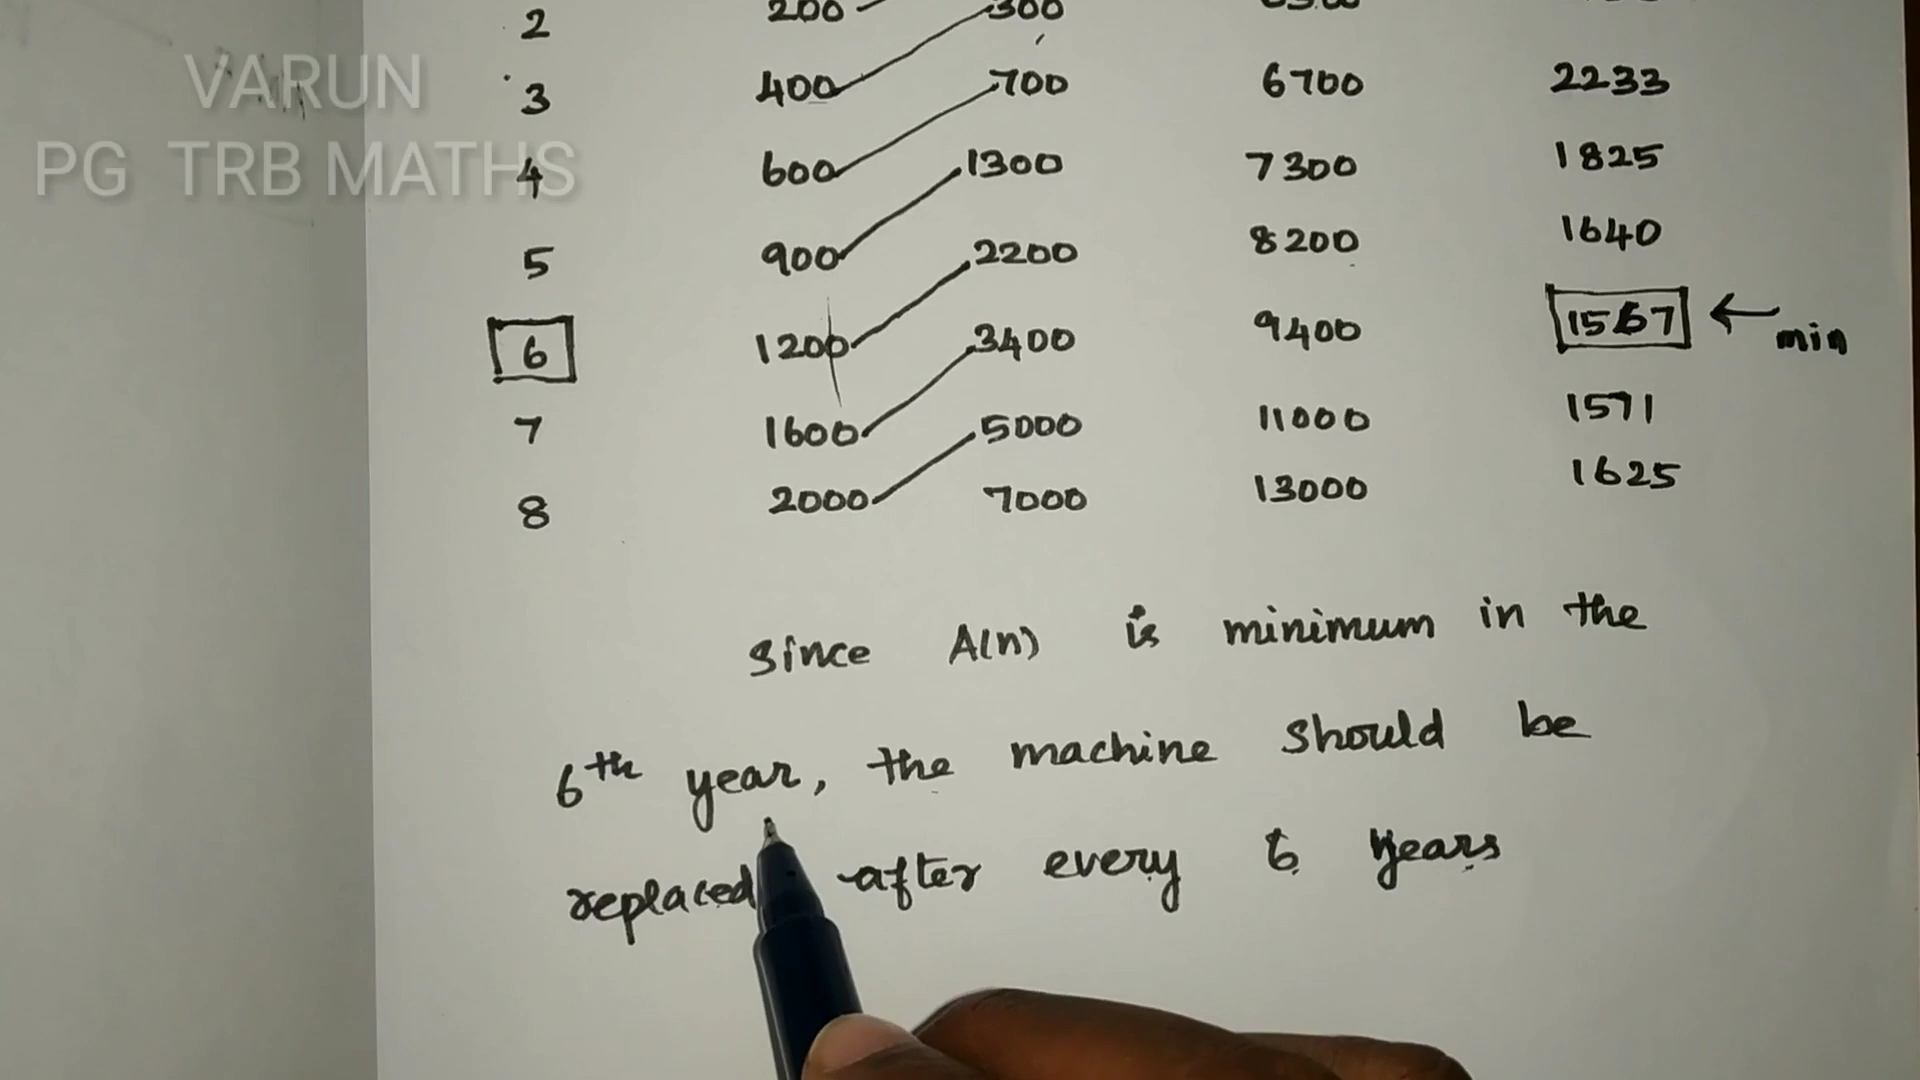 2 200 300
VARUN
3 400 700 6700 2233
PG TRB MATHS
4 600 1300 7300 1825
5 900 2200 8200 1640
6 1200 3400 9400 1567 ← min
7 1600 5000 11000 1571
8 2000 7000 13000 1625
Since A(n) is minimum in the
6th year, the machine should be
replaced after every 6 years